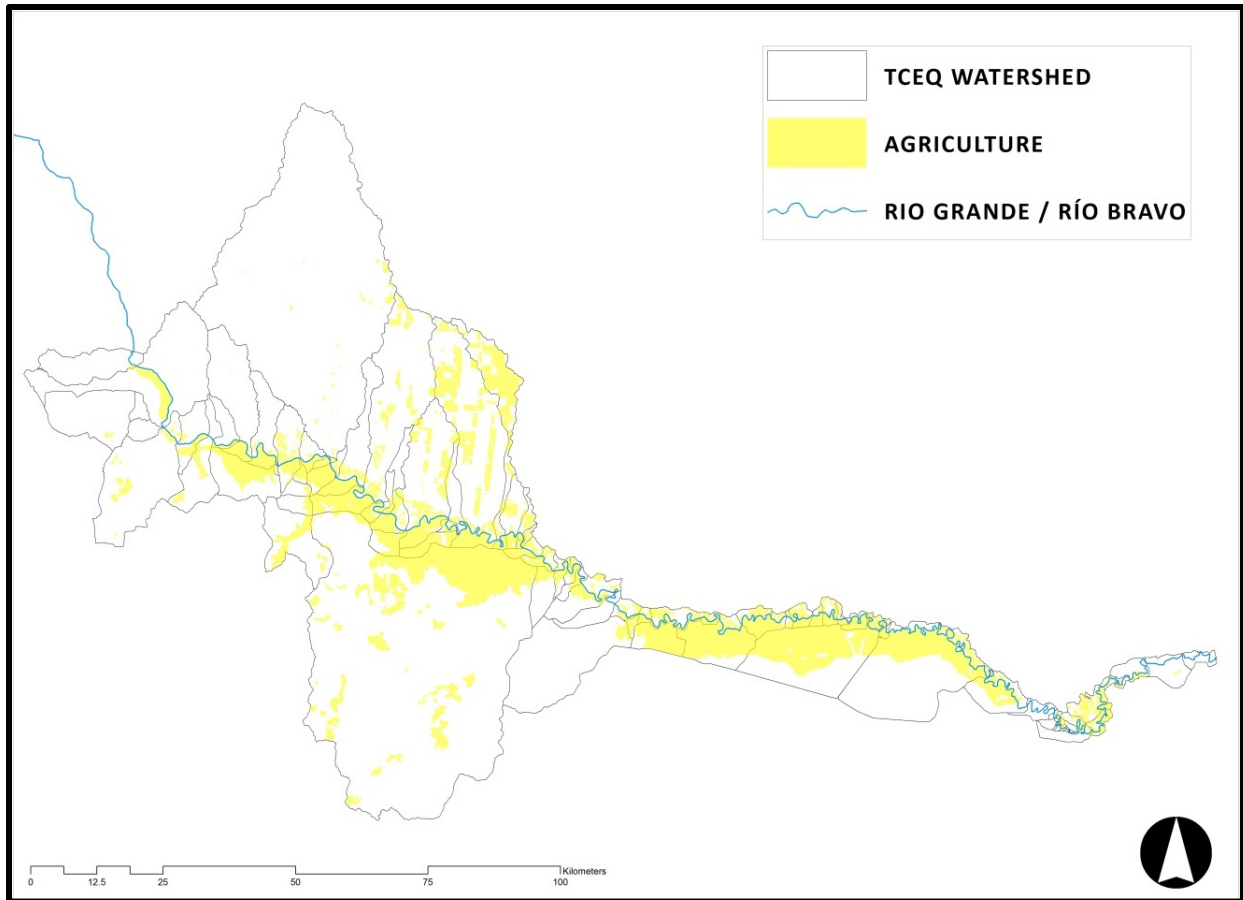 TCEQ WATERSHED
AGRICULTURE
RIO GRANDE / RÍO BRAVO
Kilometers
0 12.5 25 50 75 100